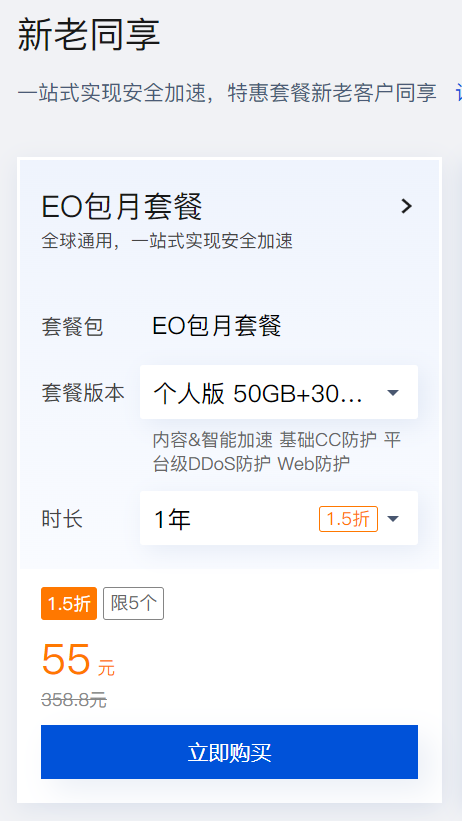 新老同享
一站式实现安全加速，特惠套餐新老客户同享
EO包月套餐
全球通用，一站式实现安全加速
套餐包 EO包月套餐
套餐版本 个人版 50GB+30...
内容&智能加速 基础CC防护 平
台级DDoS防护 Web防护
时长 1年 1.5折
1.5折 限5个
55 元
358.8元
立即购买